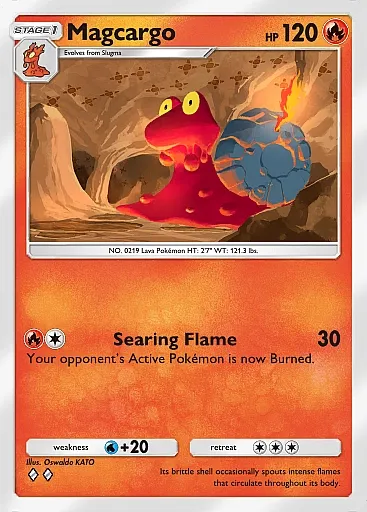 STAGE 1 Magcargo HP 120
Evolves from Slugma
NO. 0219 Lava Pokémon HT: 2'7" WT: 121.3 lbs.
Searing Flame 30
Your opponent's Active Pokémon is now Burned.
weakness +20 retreat
Illus. Oswaldo KATO
Its brittle shell occasionally spouts intense flames
that circulate throughout its body.